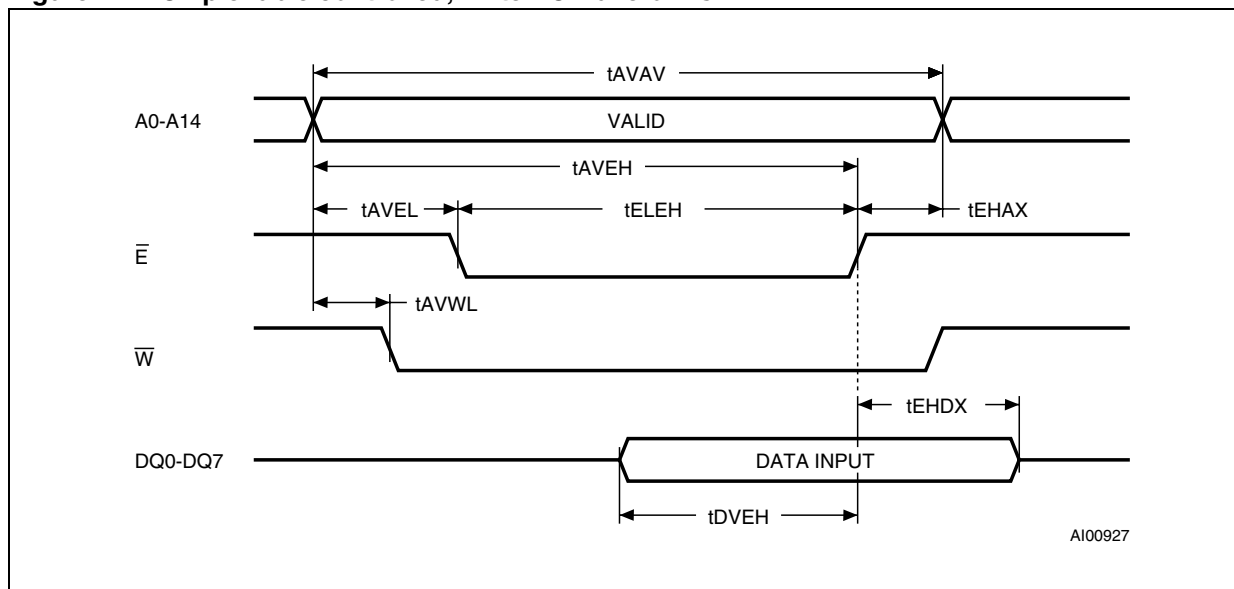 tAVAV
A0-A14
VALID
tAVEH
tAVEL
tELEH
tEHAX
E̅
tAVWL
W̅
tEHDX
DQ0-DQ7
DATA INPUT
tDVEH
AI00927